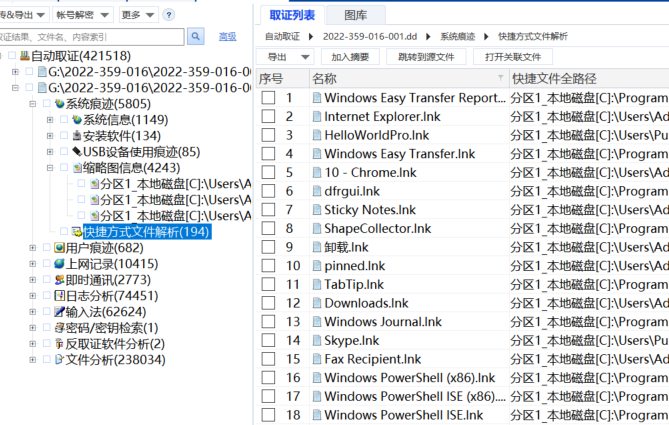 传&导出 帐号解密 更多
取证结果、文件名、内容索引 高级
自动取证(421518)
G:\2022-359-016\2022-359-016-0
G:\2022-359-016\2022-359-016-0
系统痕迹(5805)
系统信息(1149)
安装软件(134)
USB设备使用痕迹(85)
缩略图信息(4243)
分区1_本地磁盘[C]:\Users\A
分区1_本地磁盘[C]:\Users\A
分区1_本地磁盘[C]:\Users\A
快捷方式文件解析(194)
用户痕迹(682)
上网记录(10415)
即时通讯(2773)
日志分析(74451)
输入法(62624)
密码/密钥检索(1)
反取证软件分析(2)
文件分析(238034)
取证列表 图库
自动取证 2022-359-016-001.dd 系统痕迹 快捷方式文件解析
导出 加入摘要 跳转到源文件 打开关联文件
序号 名称 快捷文件全路径
1 Windows Easy Transfer Report... 分区1_本地磁盘[C]:\Program
2 Internet Explorer.lnk 分区1_本地磁盘[C]:\Users\Ad
3 HelloWorldPro.lnk 分区1_本地磁盘[C]:\Users\Pu
4 Windows Easy Transfer.lnk 分区1_本地磁盘[C]:\Program
5 10 - Chrome.lnk 分区1_本地磁盘[C]:\Users\Ad
6 dfrgui.lnk 分区1_本地磁盘[C]:\Program
7 Sticky Notes.lnk 分区1_本地磁盘[C]:\Program
8 ShapeCollector.lnk 分区1_本地磁盘[C]:\Program
9 卸载.lnk 分区1_本地磁盘[C]:\Users\Ad
10 pinned.lnk 分区1_本地磁盘[C]:\Users\Ad
11 TabTip.lnk 分区1_本地磁盘[C]:\Program
12 Downloads.lnk 分区1_本地磁盘[C]:\Users\Ad
13 Windows Journal.lnk 分区1_本地磁盘[C]:\Program
14 Skype.lnk 分区1_本地磁盘[C]:\Users\Pu
15 Fax Recipient.lnk 分区1_本地磁盘[C]:\Users\Ad
16 Windows PowerShell (x86).lnk 分区1_本地磁盘[C]:\Program
17 Windows PowerShell ISE (x86).... 分区1_本地磁盘[C]:\Program
18 Windows PowerShell ISE.lnk 分区1_本地磁盘[C]:\Program